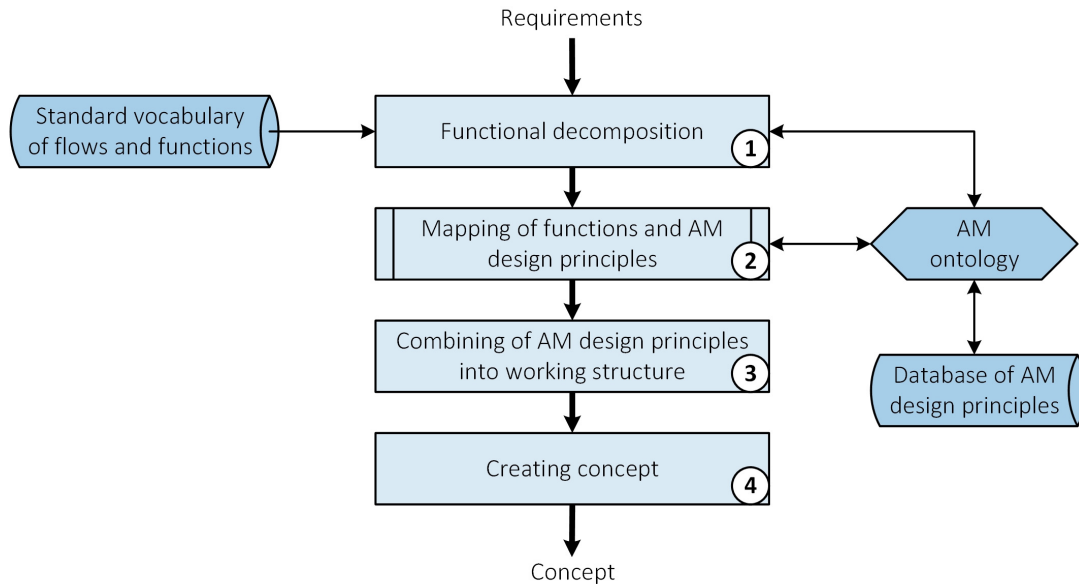 Requirements
Standard vocabulary
of flows and functions
Functional decomposition
1
Mapping of functions and AM
design principles
2
AM
ontology
Combining of AM design principles
into working structure
3
Database of AM
design principles
Creating concept
4
Concept